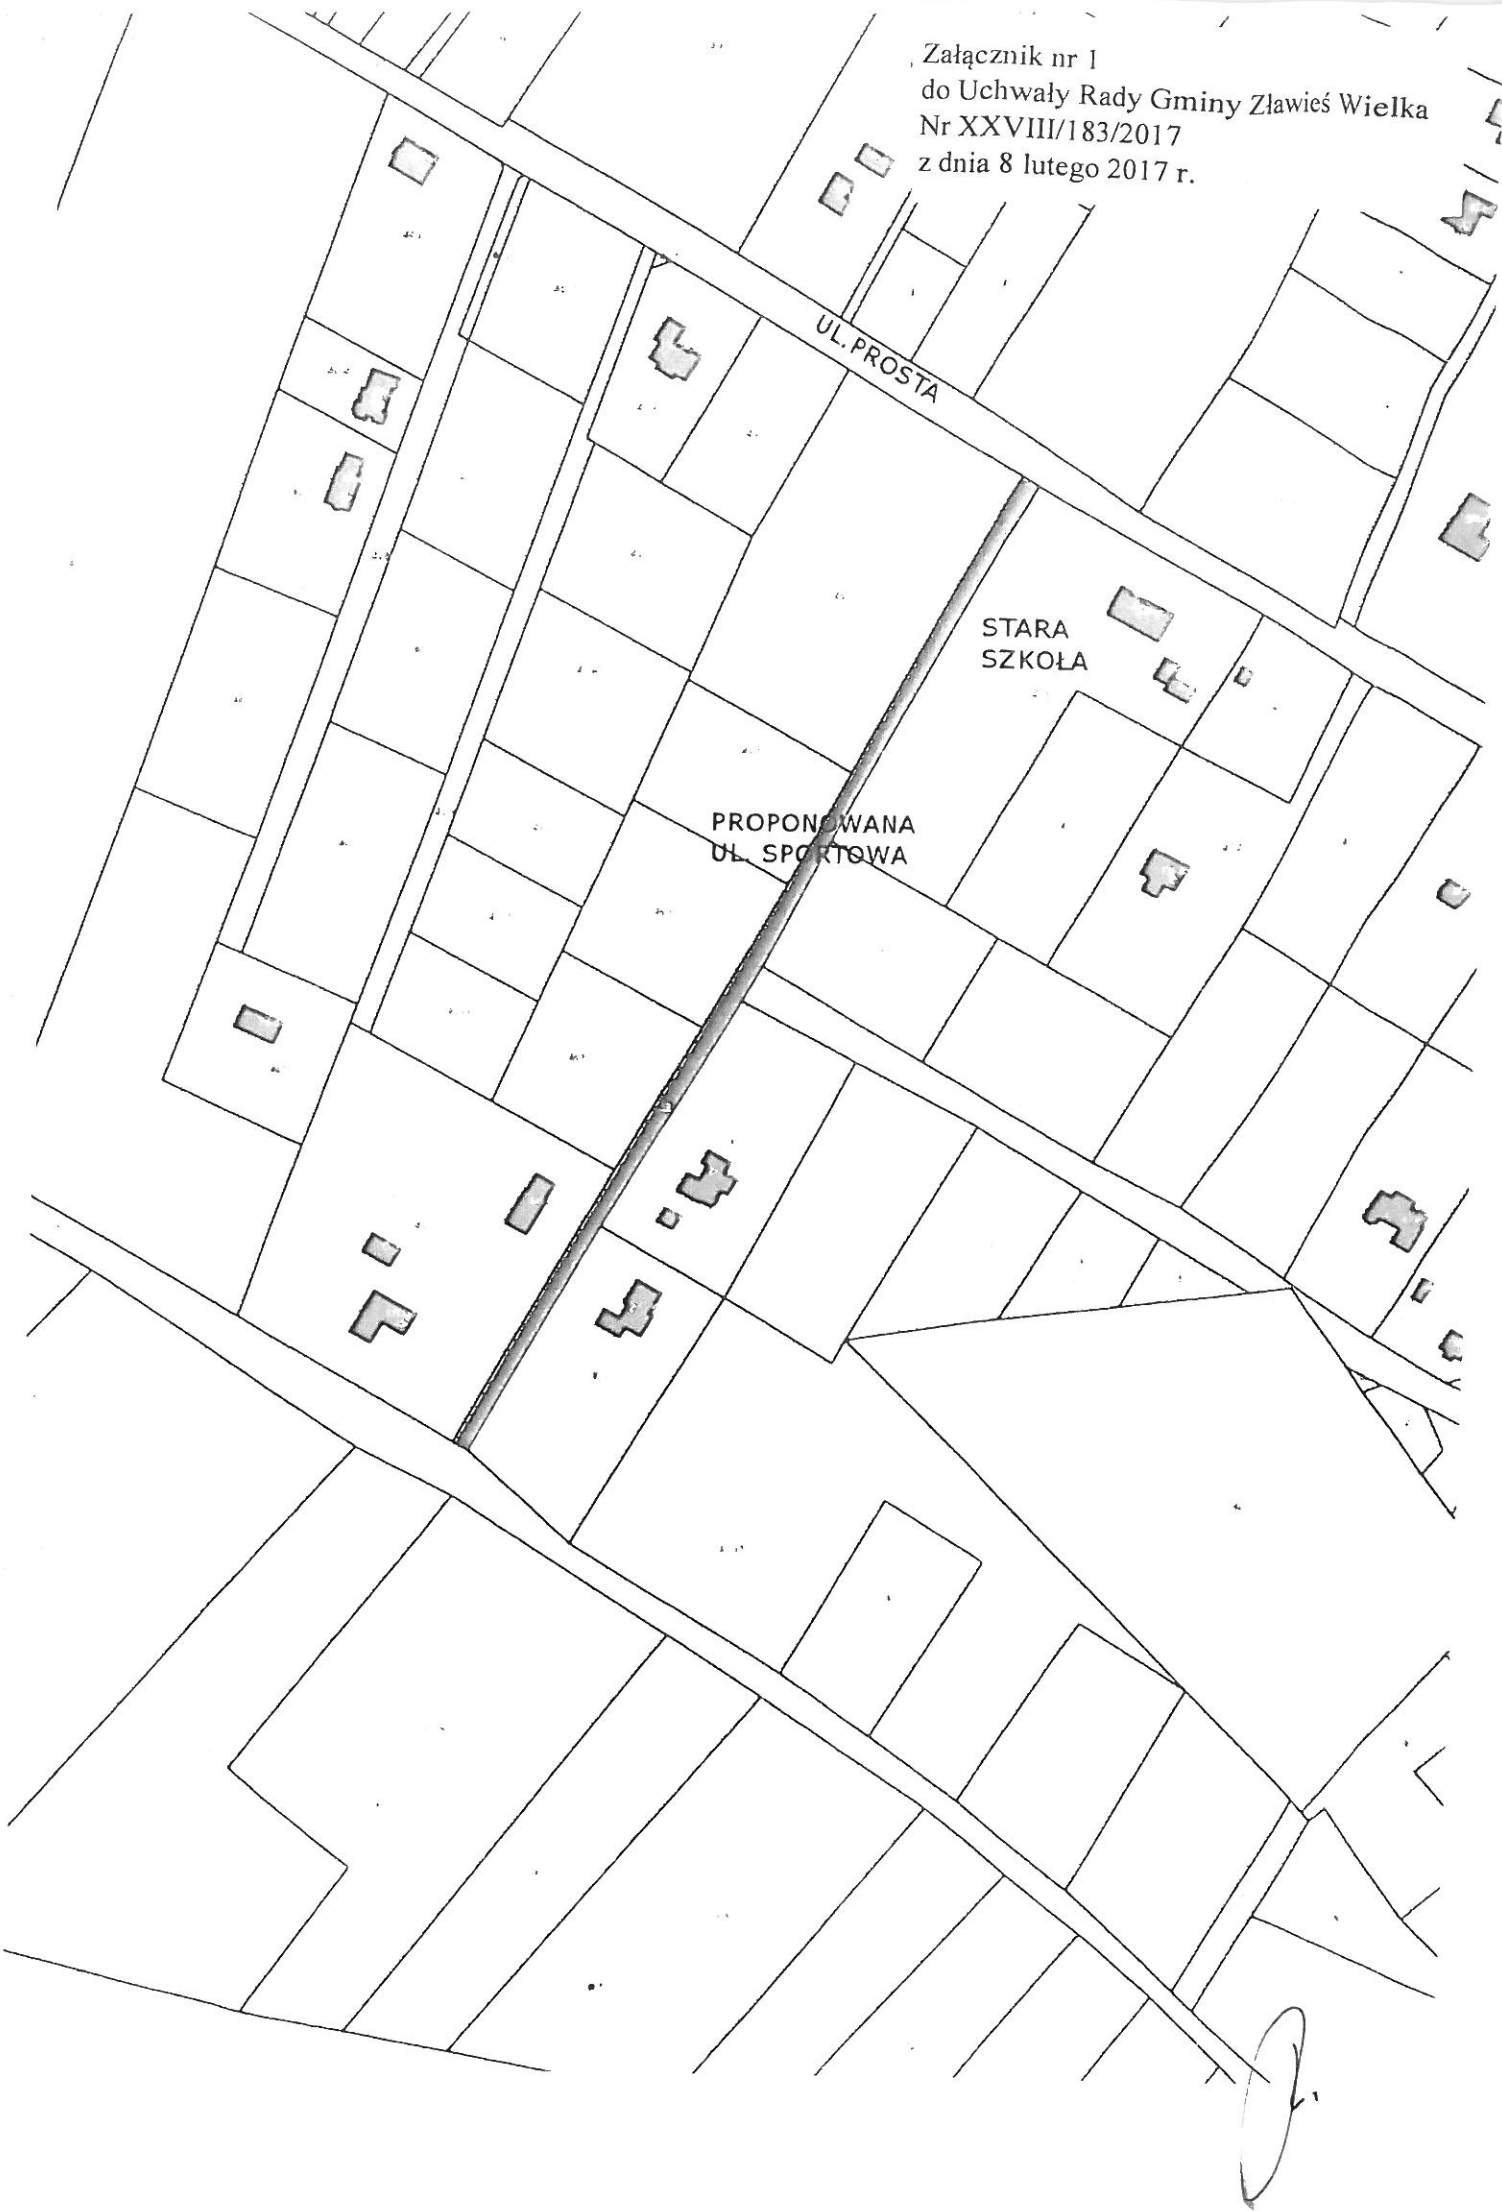 Załącznik nr 1
do Uchwały Rady Gminy Zławieś Wielka
Nr XXVIII/183/2017
z dnia 8 lutego 2017 r.
UL. PROSTA
STARA
SZKOŁA
PROPONOWANA
UL. SPORTOWA